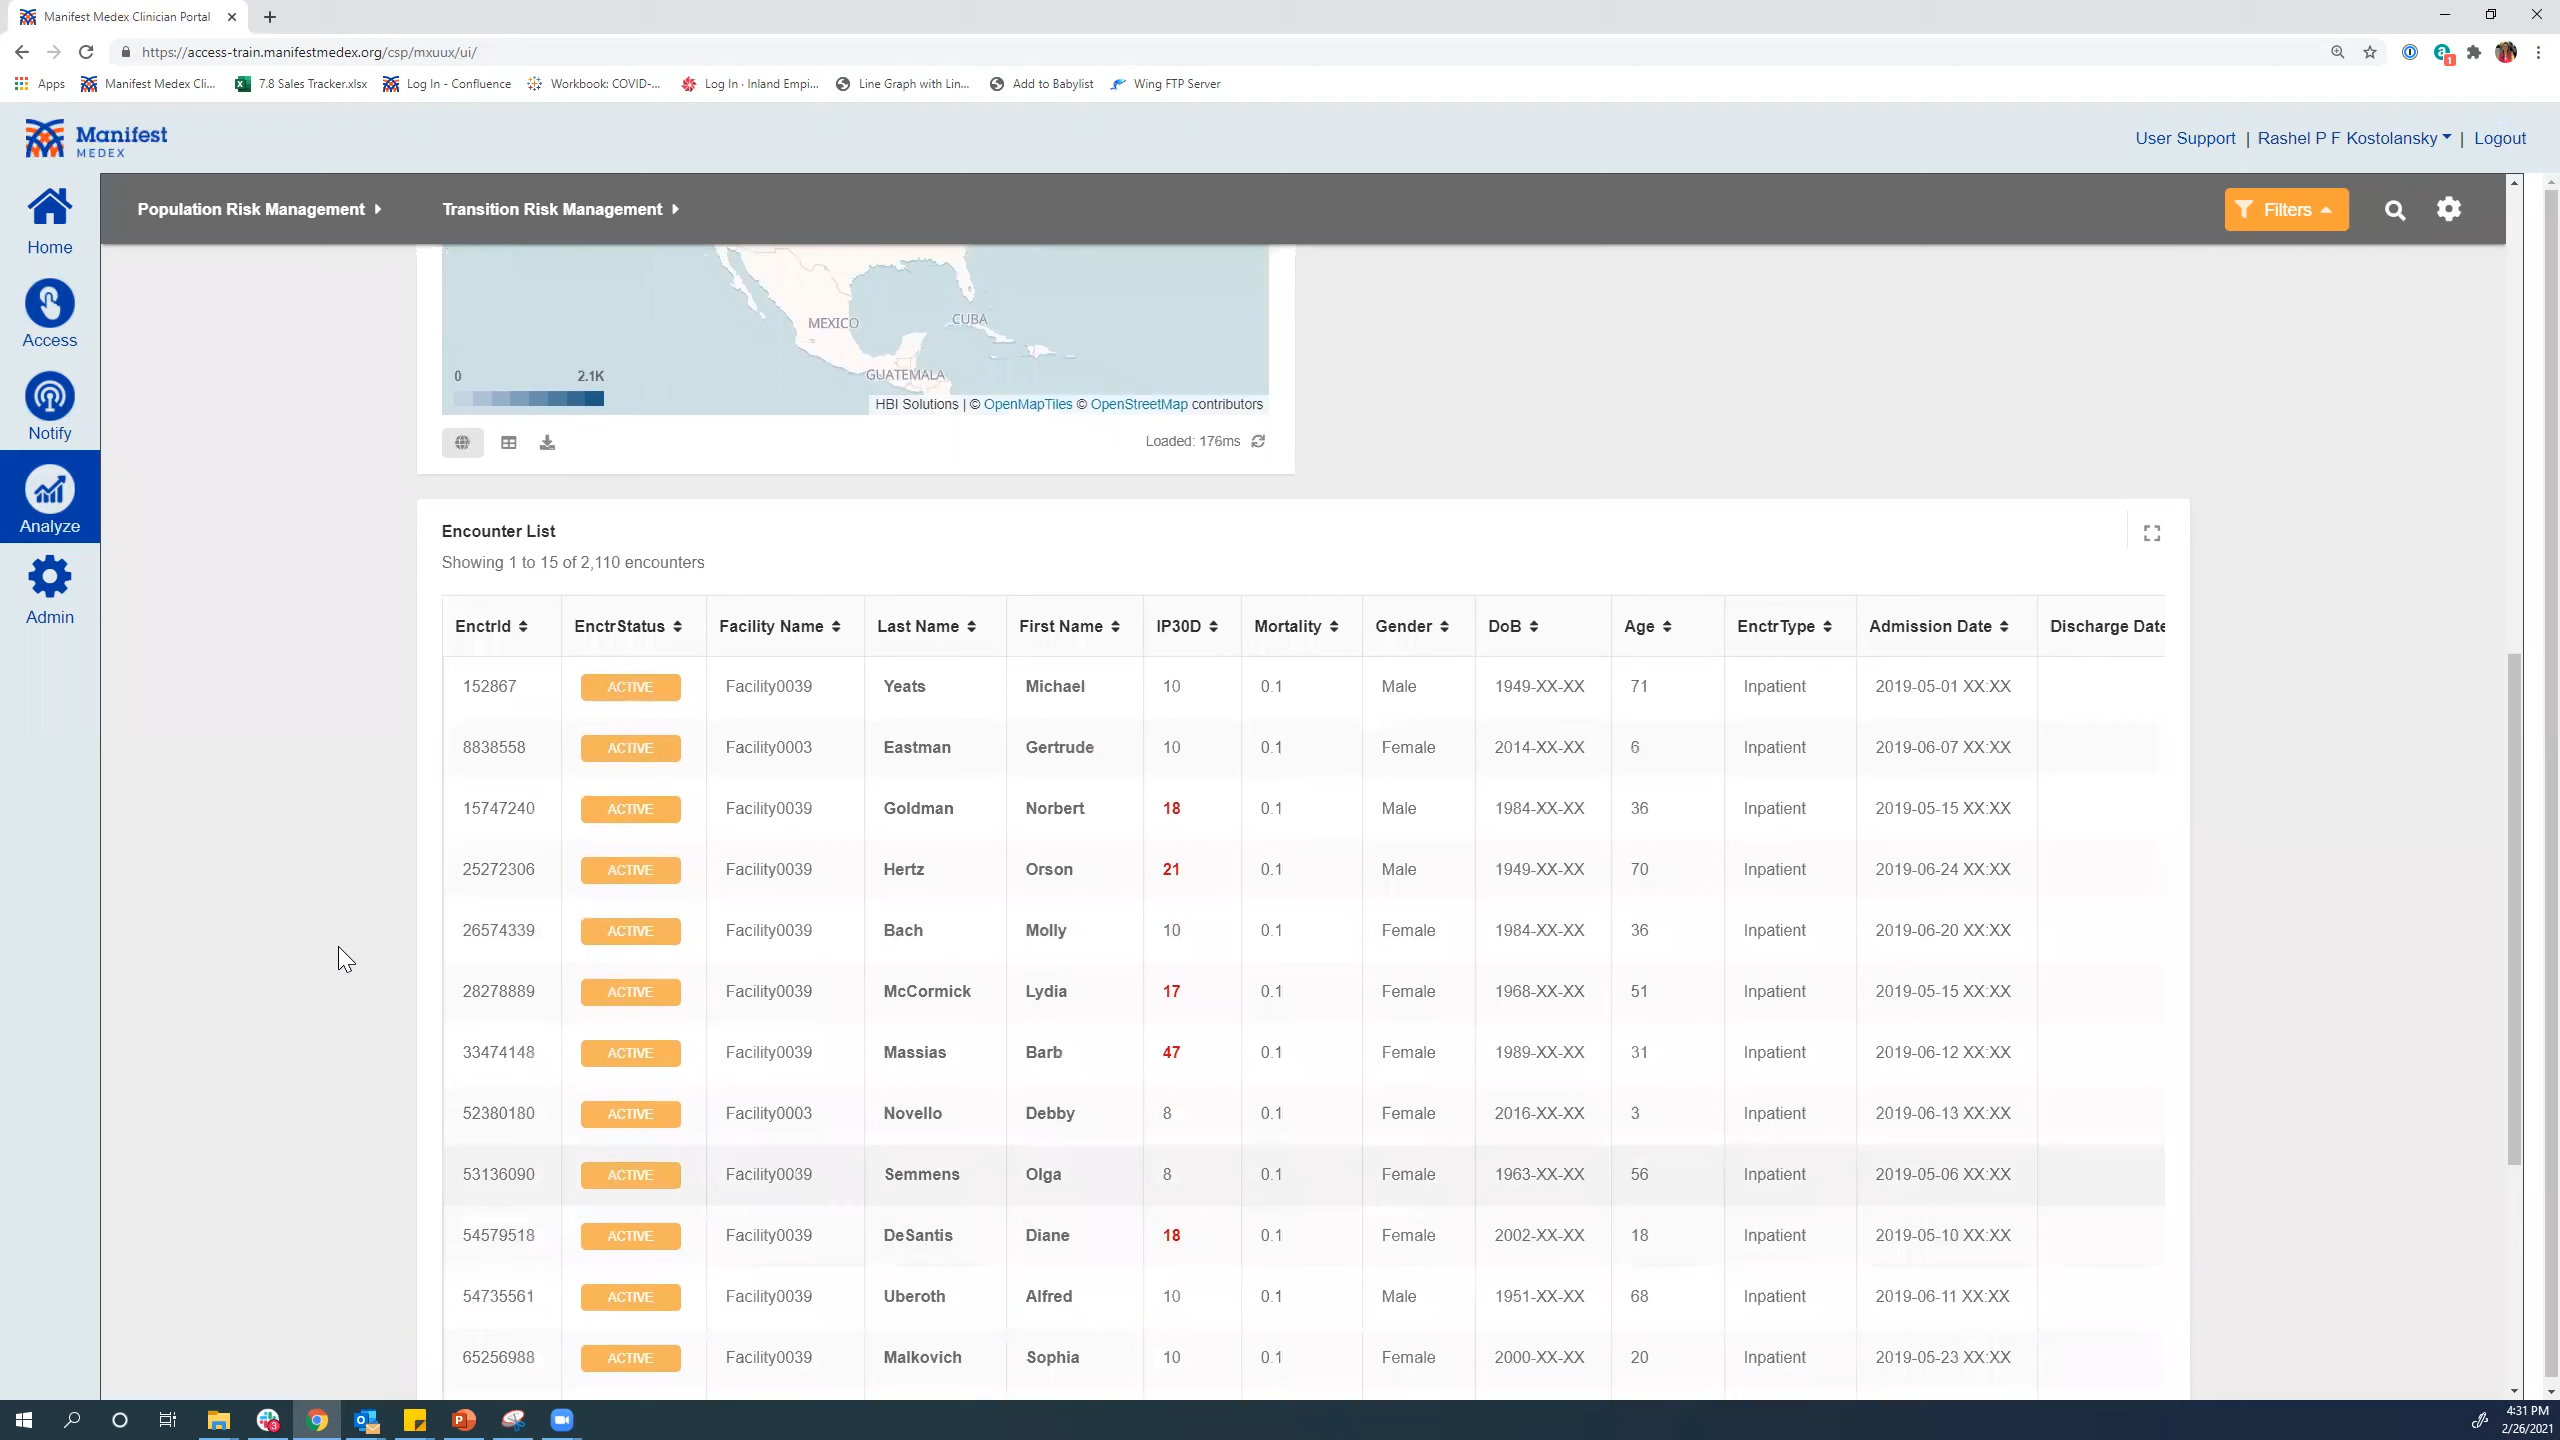 Manifest Medex Clinician Portal
https://access-train.manifestmedex.org/csp/mxuux/ui/
1
Apps Manifest Medex Cli... 7.8 Sales Tracker.xlsx Log In - Confluence Workbook: COVID-... Log In · Inland Empi... Line Graph with Lin... Add to Babylist Wing FTP Server
Manifest
MEDEX
User Support | Rashel P F Kostolansky | Logout
Home
Access
Notify
Analyze
Admin
Population Risk Management Transition Risk Management Filters
MEXICO CUBA
GUATEMALA
0 2.1K
HBI Solutions | © OpenMapTiles © OpenStreetMap contributors
Loaded: 176ms
Encounter List
Showing 1 to 15 of 2,110 encounters
EnctrId EnctrStatus Facility Name Last Name First Name IP30D Mortality Gender DoB Age EnctrType Admission Date Discharge Date
152867 ACTIVE Facility0039 Yeats Michael 10 0.1 Male 1949-XX-XX 71 Inpatient 2019-05-01 XX:XX
8838558 ACTIVE Facility0003 Eastman Gertrude 10 0.1 Female 2014-XX-XX 6 Inpatient 2019-06-07 XX:XX
15747240 ACTIVE Facility0039 Goldman Norbert 18 0.1 Male 1984-XX-XX 36 Inpatient 2019-05-15 XX:XX
25272306 ACTIVE Facility0039 Hertz Orson 21 0.1 Male 1949-XX-XX 70 Inpatient 2019-06-24 XX:XX
26574339 ACTIVE Facility0039 Bach Molly 10 0.1 Female 1984-XX-XX 36 Inpatient 2019-06-20 XX:XX
28278889 ACTIVE Facility0039 McCormick Lydia 17 0.1 Female 1968-XX-XX 51 Inpatient 2019-05-15 XX:XX
33474148 ACTIVE Facility0039 Massias Barb 47 0.1 Female 1989-XX-XX 31 Inpatient 2019-06-12 XX:XX
52380180 ACTIVE Facility0003 Novello Debby 8 0.1 Female 2016-XX-XX 3 Inpatient 2019-06-13 XX:XX
53136090 ACTIVE Facility0039 Semmens Olga 8 0.1 Female 1963-XX-XX 56 Inpatient 2019-05-06 XX:XX
54579518 ACTIVE Facility0039 DeSantis Diane 18 0.1 Female 2002-XX-XX 18 Inpatient 2019-05-10 XX:XX
54735561 ACTIVE Facility0039 Uberoth Alfred 10 0.1 Male 1951-XX-XX 68 Inpatient 2019-06-11 XX:XX
65256988 ACTIVE Facility0039 Malkovich Sophia 10 0.1 Female 2000-XX-XX 20 Inpatient 2019-05-23 XX:XX
4:31 PM
2/26/2021